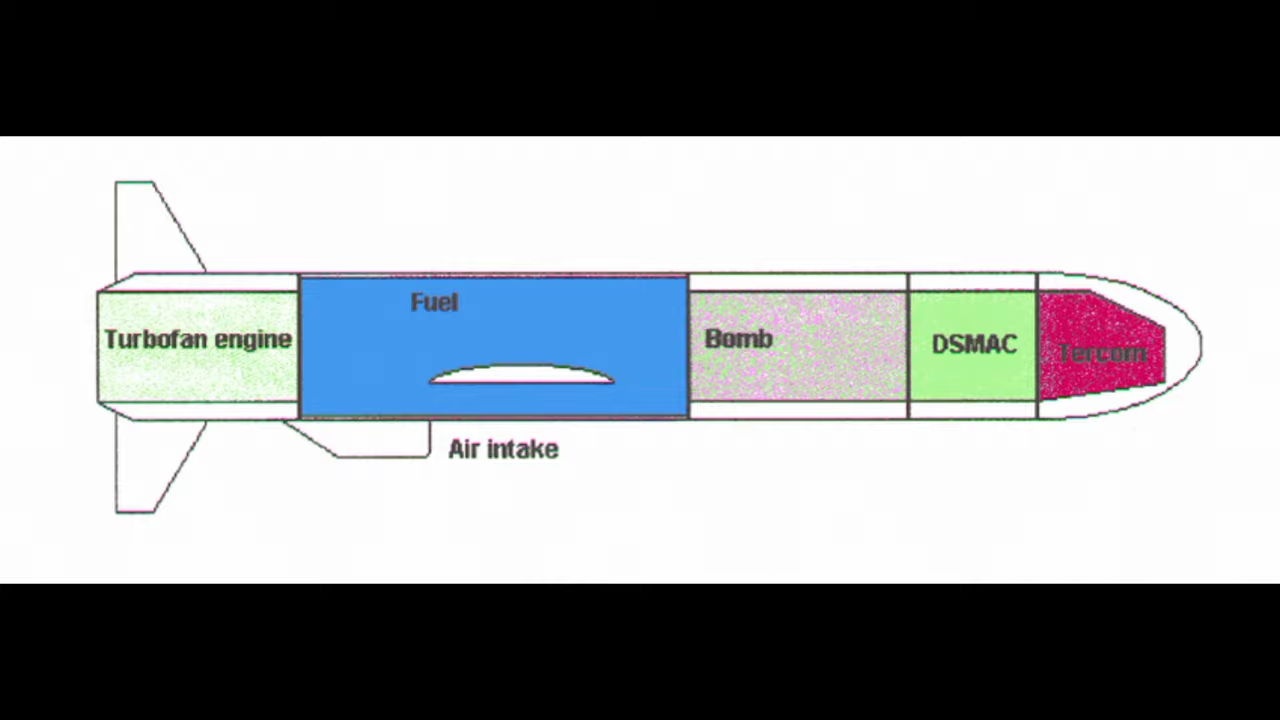 Fuel
Turbofan engine
Bomb
DSMAC
Tercom
Air intake